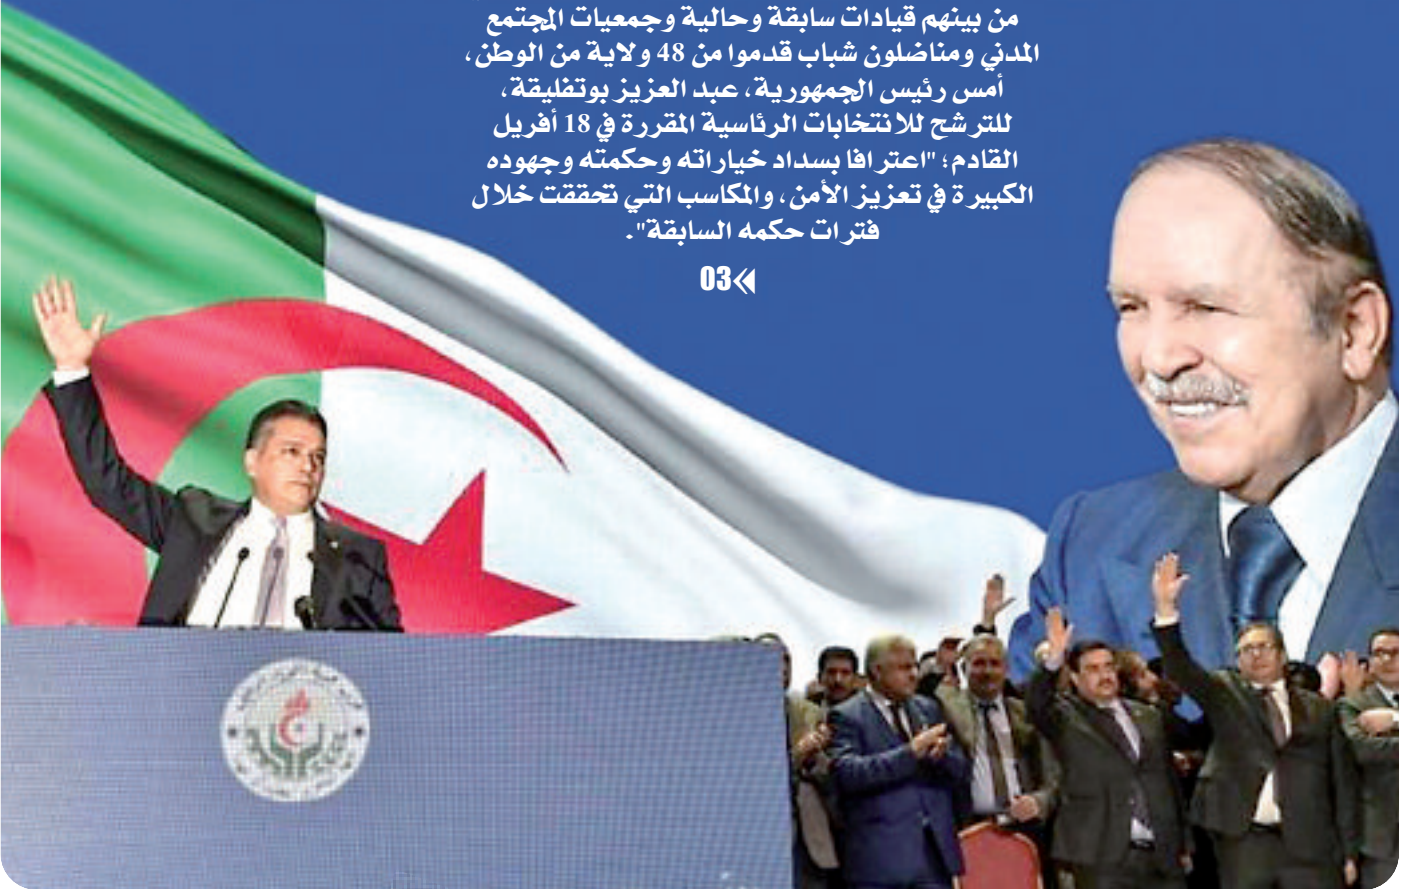 من بينهم قيادات سابقة وحالية وجمعيات المجتمع
المدني ومناضلون شباب قدموا من 48 ولاية من الوطن،
أمس رئيس الجمهورية، عبد العزيز بوتفليقة،
للترشح للانتخابات الرئاسية المقررة في 18 أفريل
القادم؛ "اعترافا بسداد خياراته وحكمته وجهوده
الكبيرة في تعزيز الأمن، والمكاسب التي تحققت خلال
فترات حكمه السابقة".
03